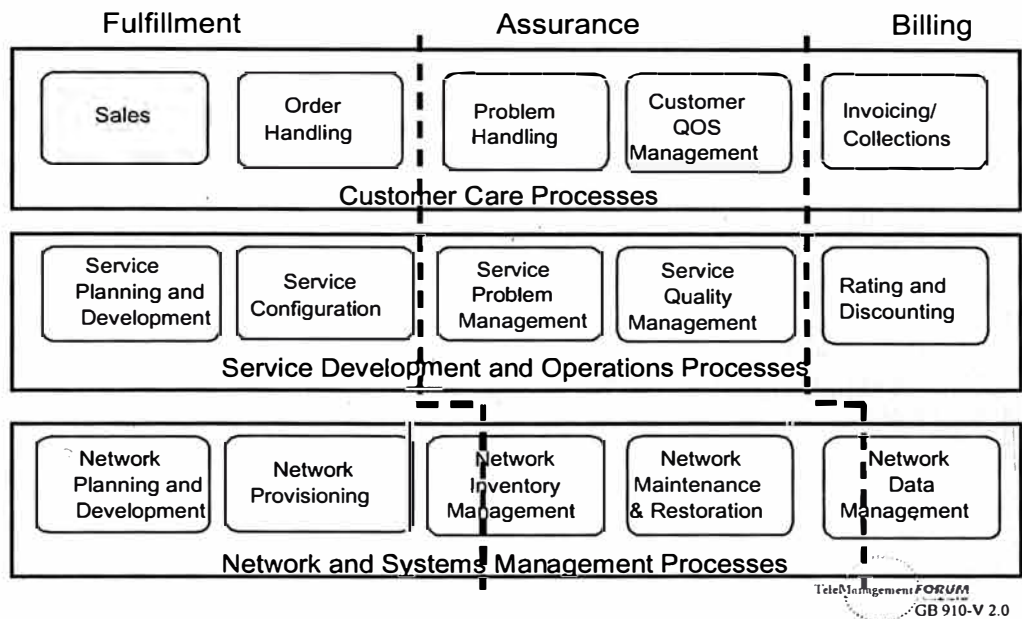 Fulfillment
Assurance
Billing
Sales
Order
Handling
Problem
Handling
Customer
QOS
Management
Invoicing/
Collections
Customer Care Processes
Service
Planning and
Development
Service
Configuration
Service
Problem
Management
Service
Quality
Management
Rating and
Discounting
Service Development and Operations Processes
Network
Planning and
Development
Network
Provisioning
Network
Inventory
Management
Network
Maintenance
& Restoration
Network
Data
Management
Network and Systems Management Processes
TeleManagement FORUM
GB 910-V 2.0